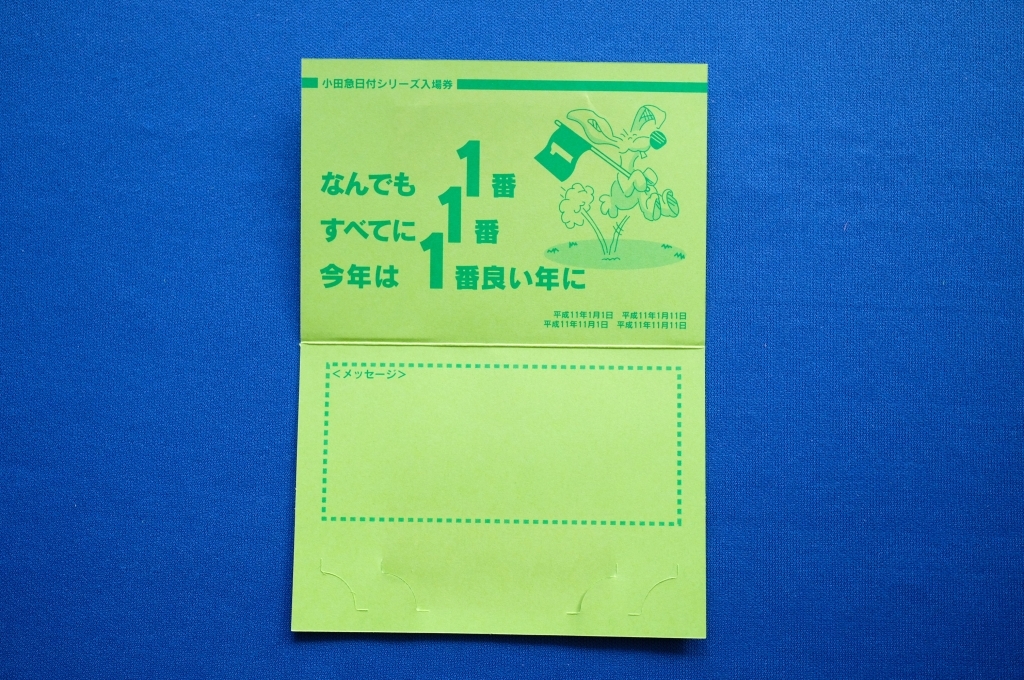 小田急日付シリーズ入場券
1
なんでも 1番
すべてに 1番
今年は 1番良い年に
平成11年1月1日 平成11年1月11日
平成11年11月1日 平成11年11月11日
<メッセージ>